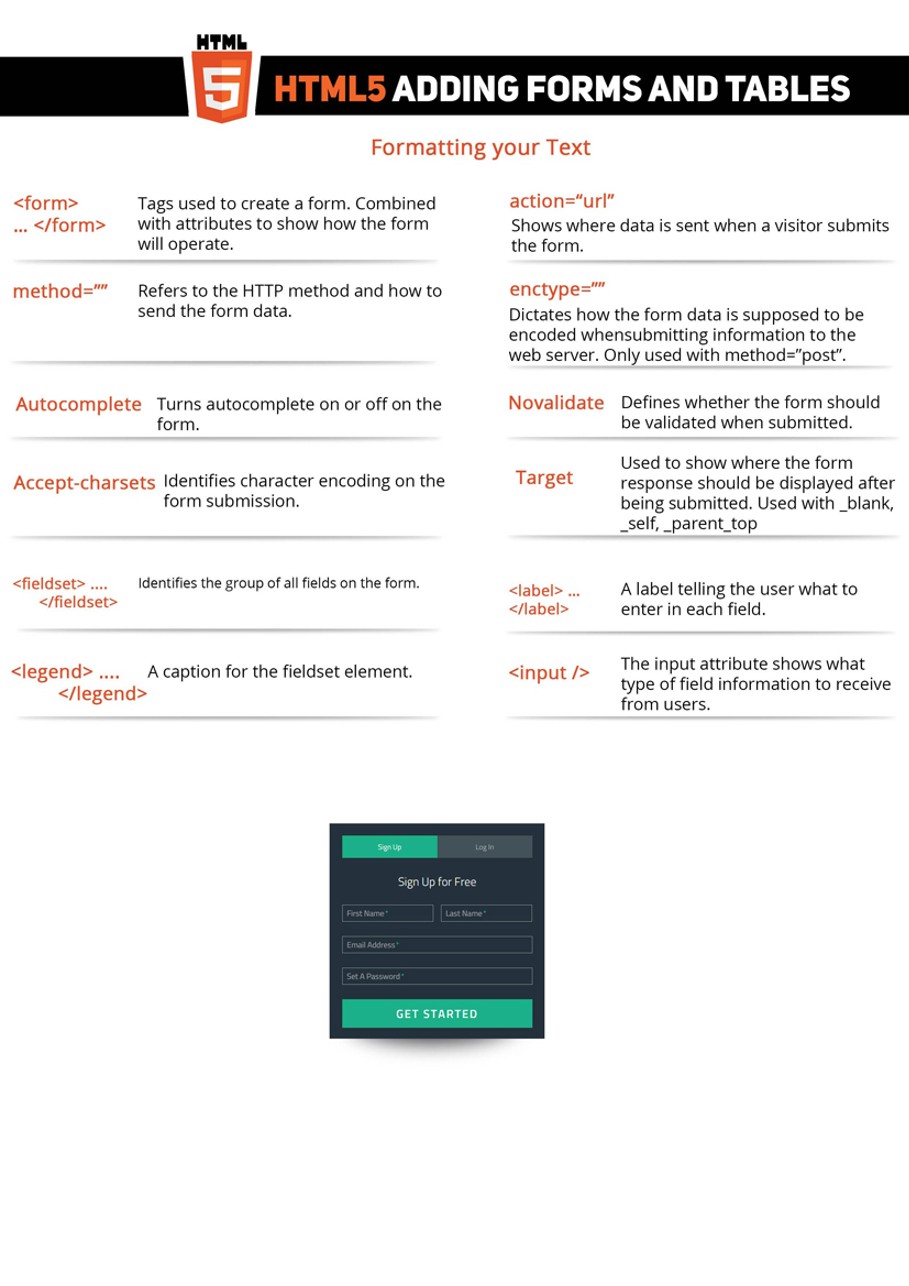 HTML
5
HTML5 ADDING FORMS AND TABLES
Formatting your Text
<form>
... </form>
Tags used to create a form. Combined
with attributes to show how the form
will operate.
action=“url”
Shows where data is sent when a visitor submits
the form.
method=””
Refers to the HTTP method and how to
send the form data.
enctype=””
Dictates how the form data is supposed to be
encoded whensubmitting information to the
web server. Only used with method=”post”.
Autocomplete
Turns autocomplete on or off on the
form.
Novalidate
Defines whether the form should
be validated when submitted.
Accept-charsets
Identifies character encoding on the
form submission.
Target
Used to show where the form
response should be displayed after
being submitted. Used with _blank,
_self, _parent_top
<fieldset> ....
</fieldset>
Identifies the group of all fields on the form.
<label> ...
</label>
A label telling the user what to
enter in each field.
<legend> ....
</legend>
A caption for the fieldset element.
<input />
The input attribute shows what
type of field information to receive
from users.
Sign Up
Log In
Sign Up for Free
First Name*
Last Name*
Email Address*
Set A Password*
GET STARTED